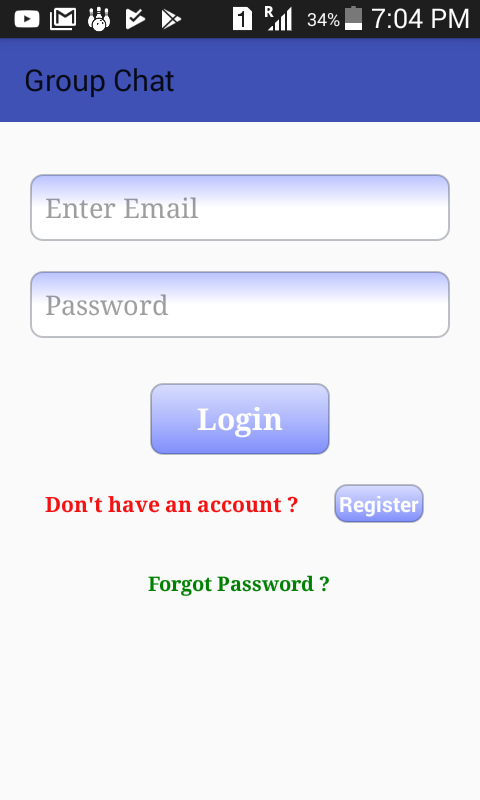 1 R 34% 7:04 PM
Group Chat
Enter Email
Password
Login
Don't have an account ? Register
Forgot Password ?